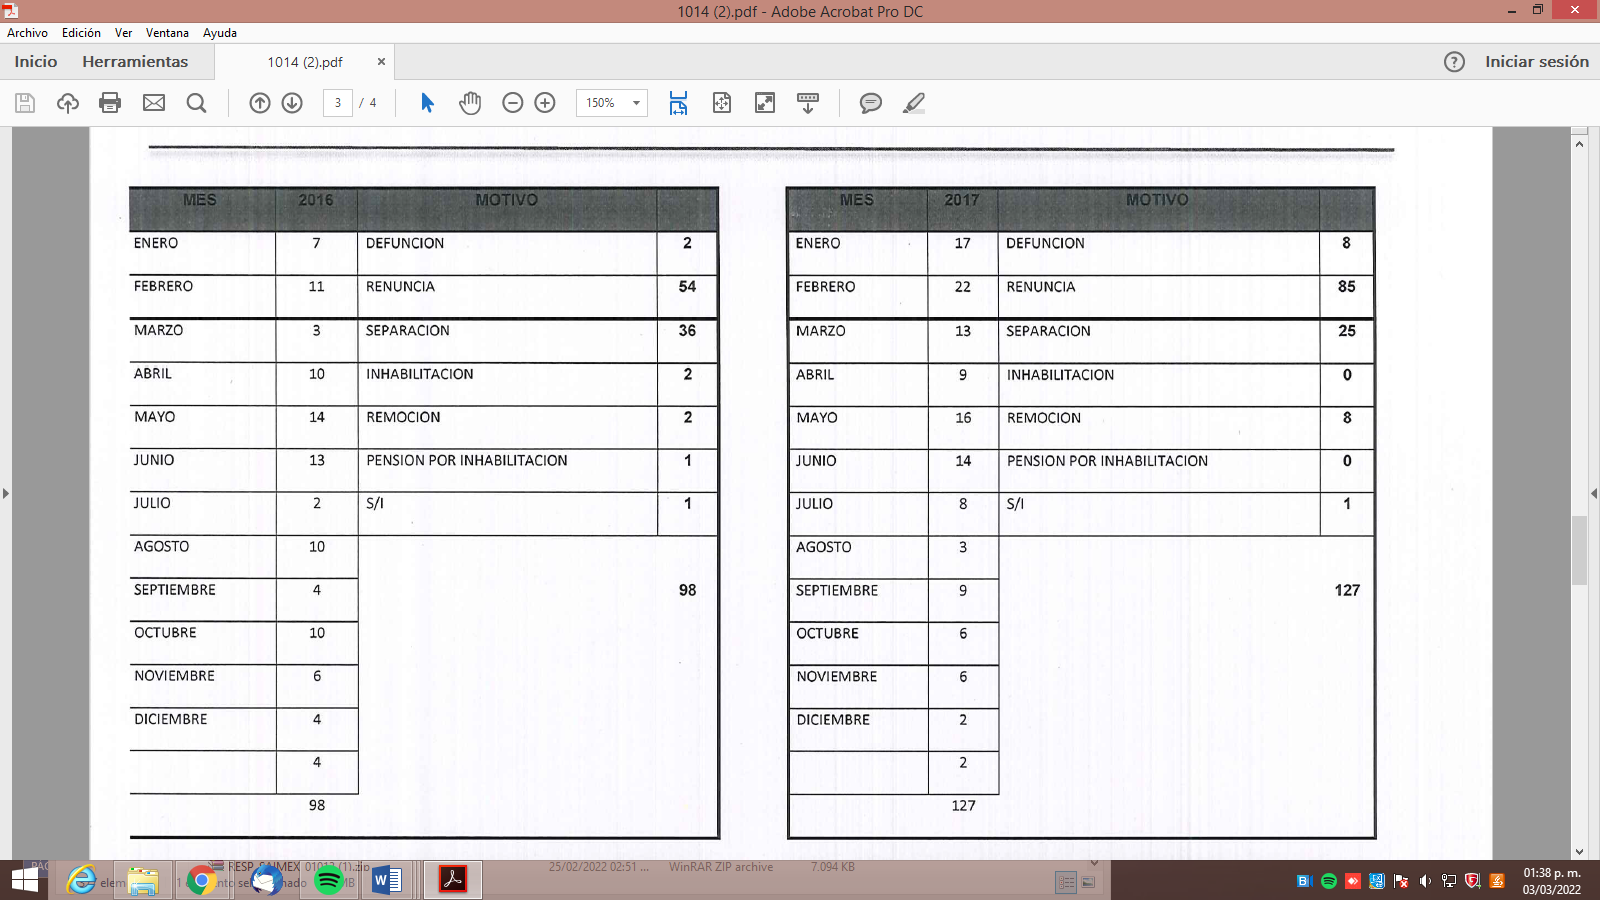 1014 (2).pdf - Adobe Acrobat Pro DC
Archivo Edición Ver Ventana Ayuda
Inicio Herramientas 1014 (2).pdf × ? Iniciar sesión
3 / 4 150%
MES 2016 MOTIVO MES 2017 MOTIVO
ENERO 7 DEFUNCION 2 ENERO 17 DEFUNCION 8
FEBRERO 11 RENUNCIA 54 FEBRERO 22 RENUNCIA 85
MARZO 3 SEPARACION 36 MARZO 13 SEPARACION 25
ABRIL 10 INHABILITACION 2 ABRIL 9 INHABILITACION 0
MAYO 14 REMOCION 2 MAYO 16 REMOCION 8
JUNIO 13 PENSION POR INHABILITACION 1 JUNIO 14 PENSION POR INHABILITACION 0
JULIO 2 S/I 1 JULIO 8 S/I 1
AGOSTO 10 AGOSTO 3
SEPTIEMBRE 4 98 SEPTIEMBRE 9 127
OCTUBRE 10 OCTUBRE 6
NOVIEMBRE 6 NOVIEMBRE 6
DICIEMBRE 4 DICIEMBRE 2
4 2
98 127
RESP_SAIMEX_01012 (1).zip 25/02/2022 02:51 ... WinRAR ZIP archive 7.094 KB
01:38 p. m.
03/03/2022